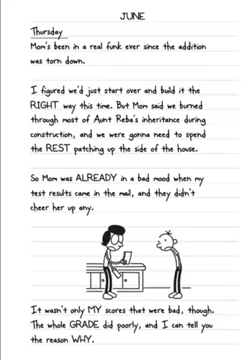 JUNE
Thursday
Mom's been in a real funk ever since the addition
was torn down.
I figured we'd just start over and build it the
RIGHT way this time. But Mom said we burned
through most of Aunt Reba's inheritance during
construction, and we were gonna need to spend
the REST patching up the side of the house.
So Mom was ALREADY in a bad mood when my
test results came in the mail, and they didn't
cheer her up any.
It wasn't only MY scores that were bad, though.
The whole GRADE did poorly, and I can tell you
the reason WHY.